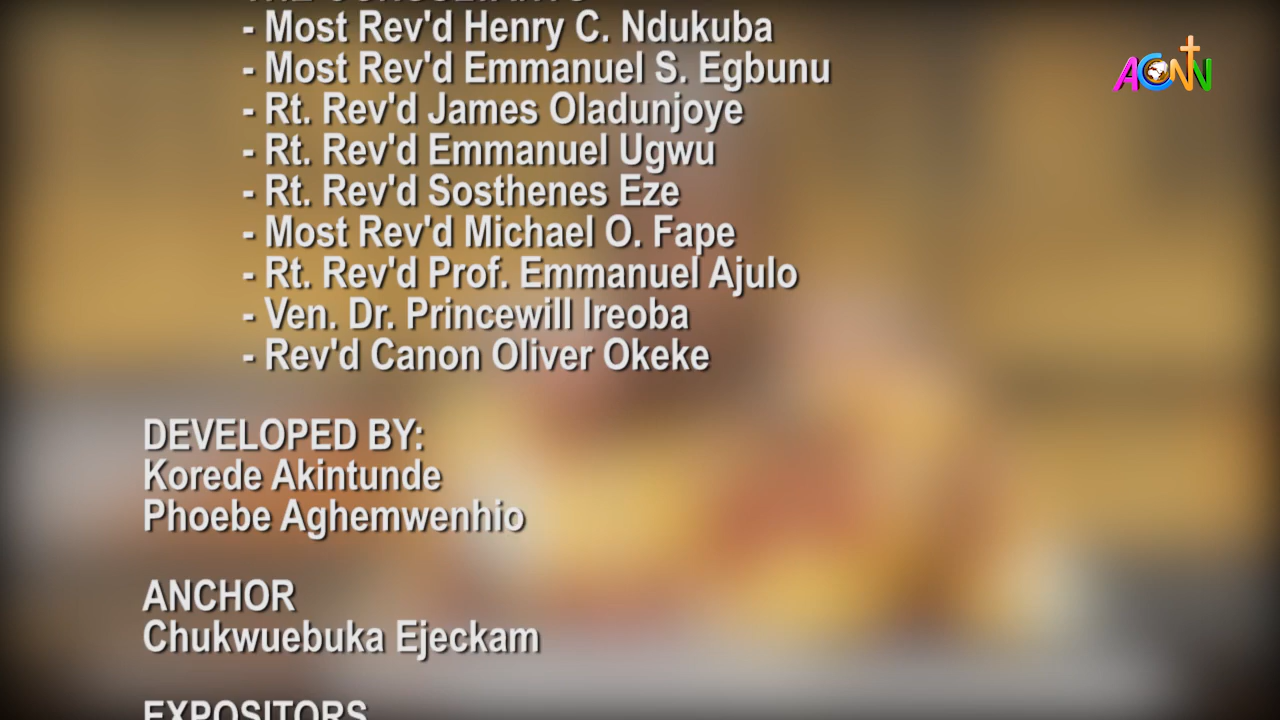 - Most Rev'd Henry C. Ndukuba
- Most Rev'd Emmanuel S. Egbunu
- Rt. Rev'd James Oladunjoye
- Rt. Rev'd Emmanuel Ugwu
- Rt. Rev'd Sosthenes Eze
- Most Rev'd Michael O. Fape
- Rt. Rev'd Prof. Emmanuel Ajulo
- Ven. Dr. Princewill Ireoba
- Rev'd Canon Oliver Okeke
DEVELOPED BY:
Korede Akintunde
Phoebe Aghemwenhio
ANCHOR
Chukwuebuka Ejeckam
EXPOSITORS
ACNN